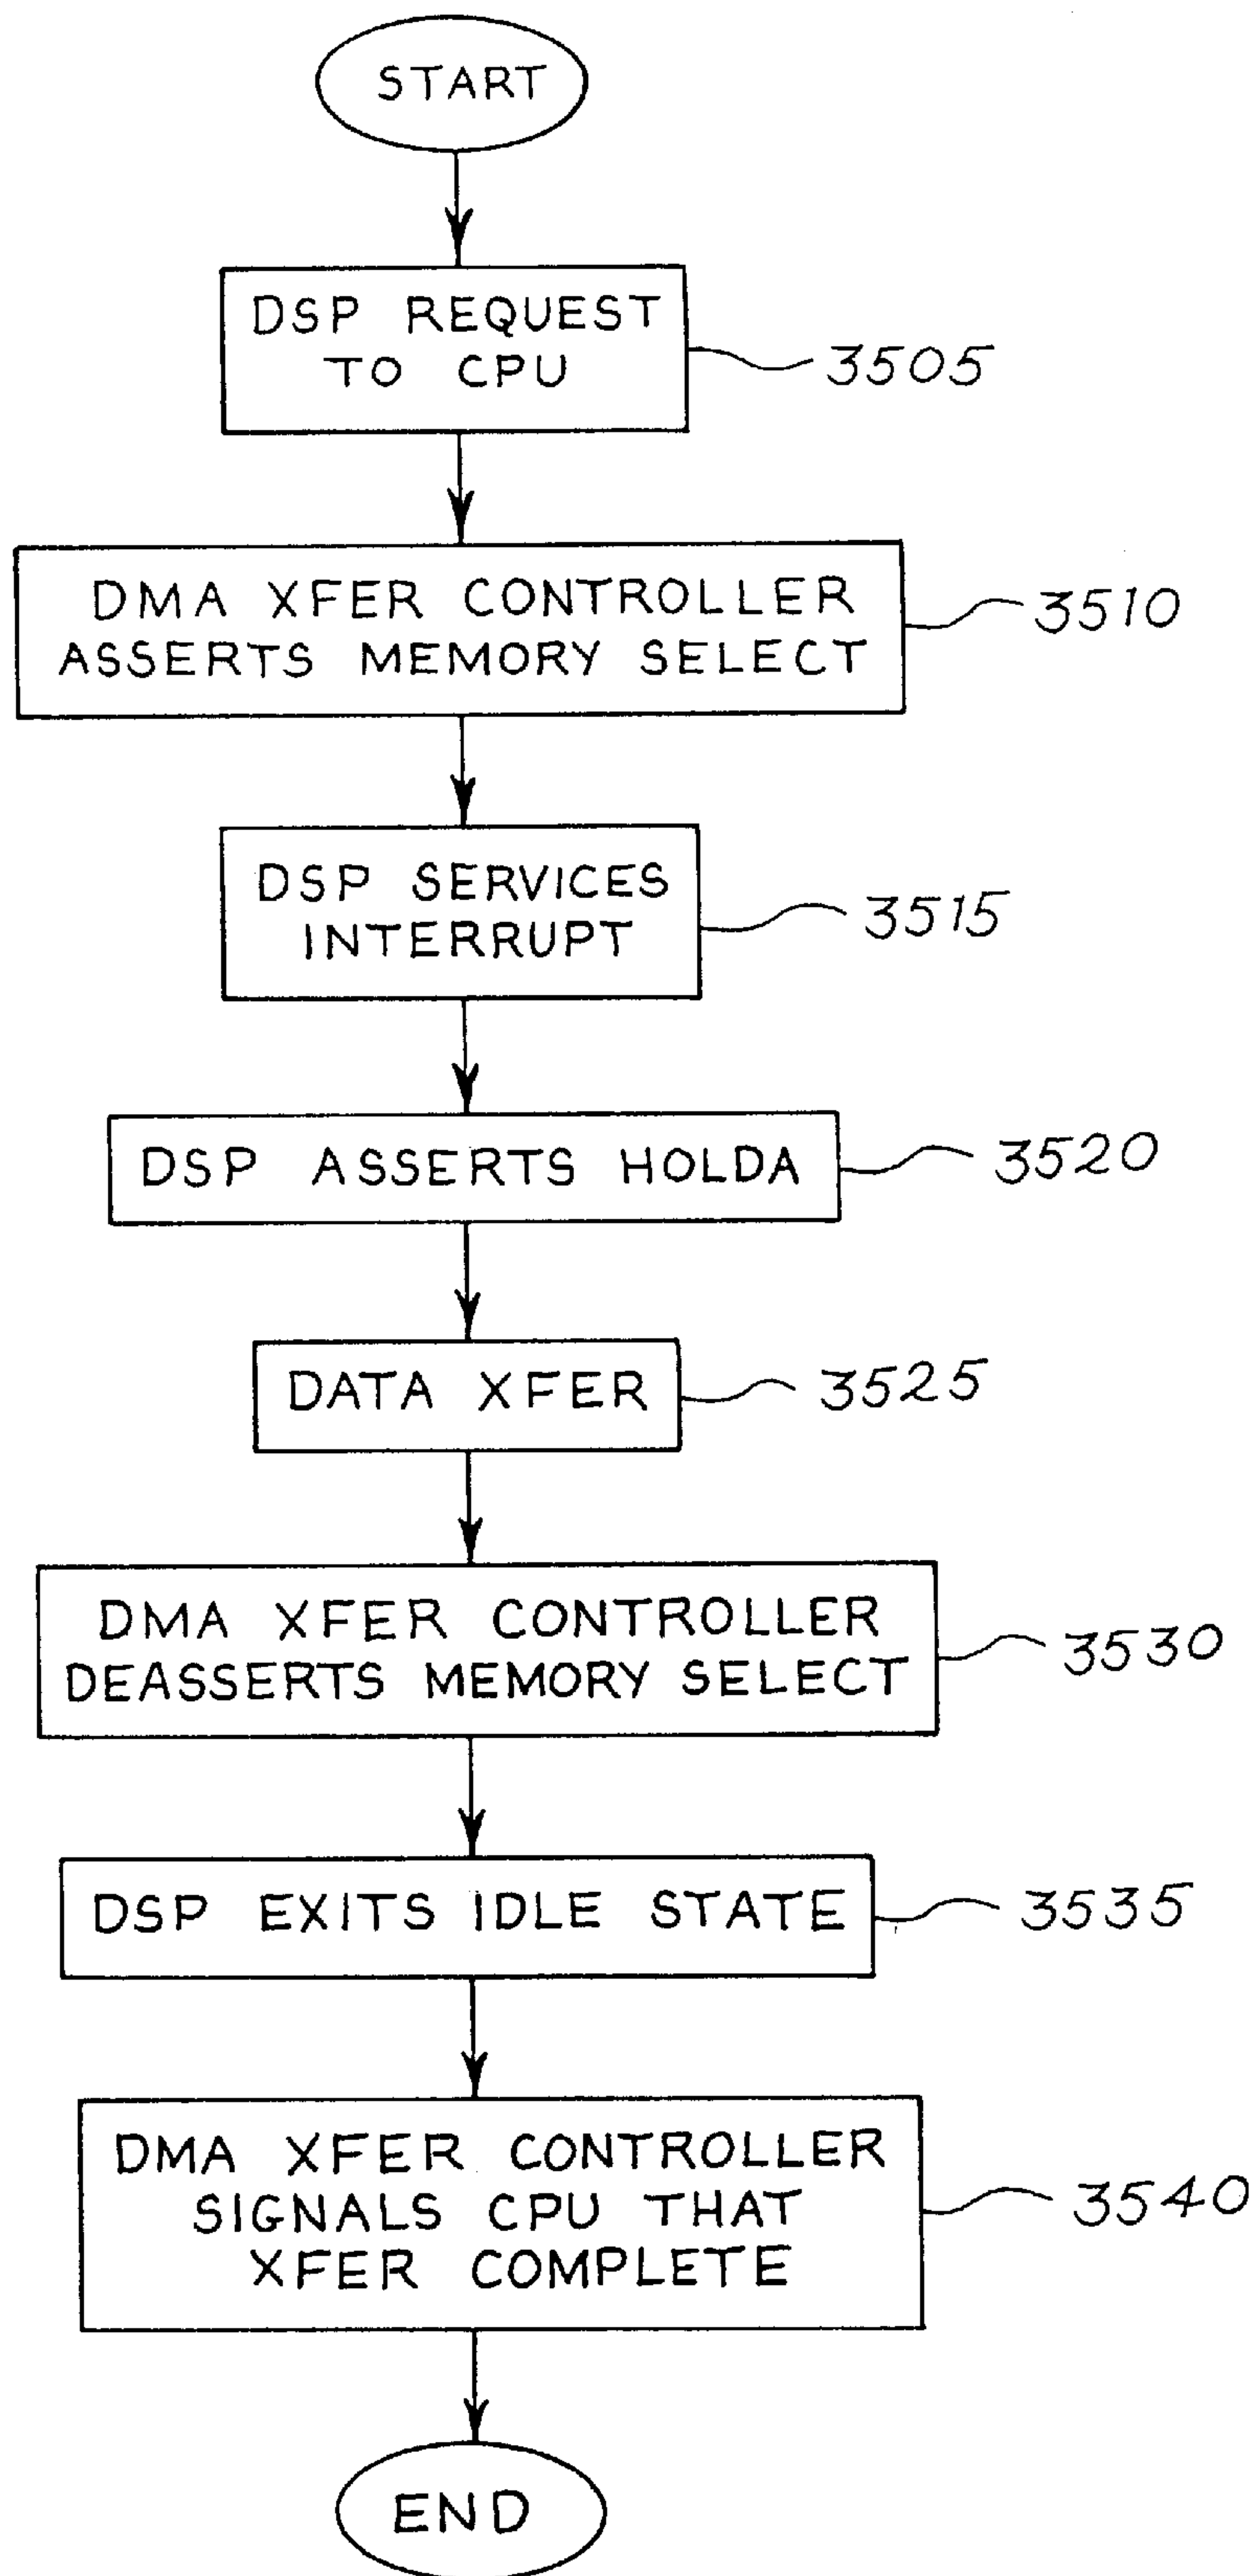 START
DSP REQUEST
TO CPU
3505
DMA XFER CONTROLLER
ASSERTS MEMORY SELECT
3510
DSP SERVICES
INTERRUPT
3515
DSP ASSERTS HOLDA
3520
DATA XFER
3525
DMA XFER CONTROLLER
DEASSERTS MEMORY SELECT
3530
DSP EXITS IDLE STATE
3535
DMA XFER CONTROLLER
SIGNALS CPU THAT
XFER COMPLETE
3540
END